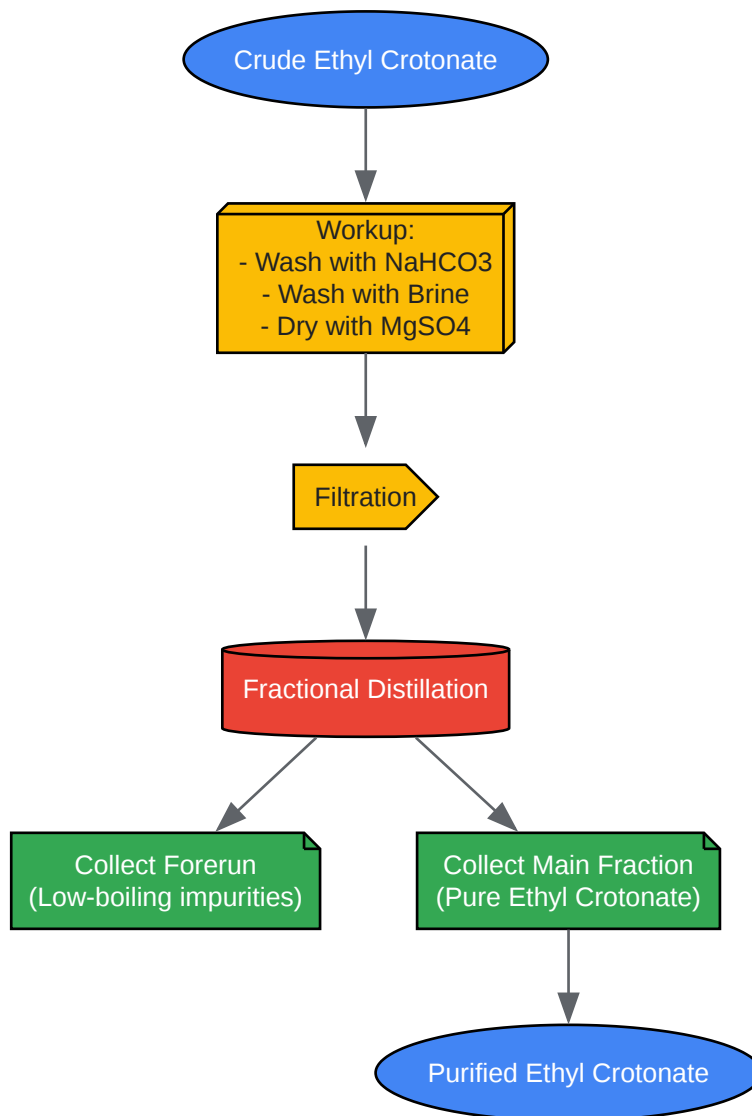 Crude Ethyl Crotonate
Workup:
- Wash with NaHCO3
- Wash with Brine
- Dry with MgSO4
Filtration
Fractional Distillation
Collect Forerun
(Low-boiling impurities)
Collect Main Fraction
(Pure Ethyl Crotonate)
Purified Ethyl Crotonate